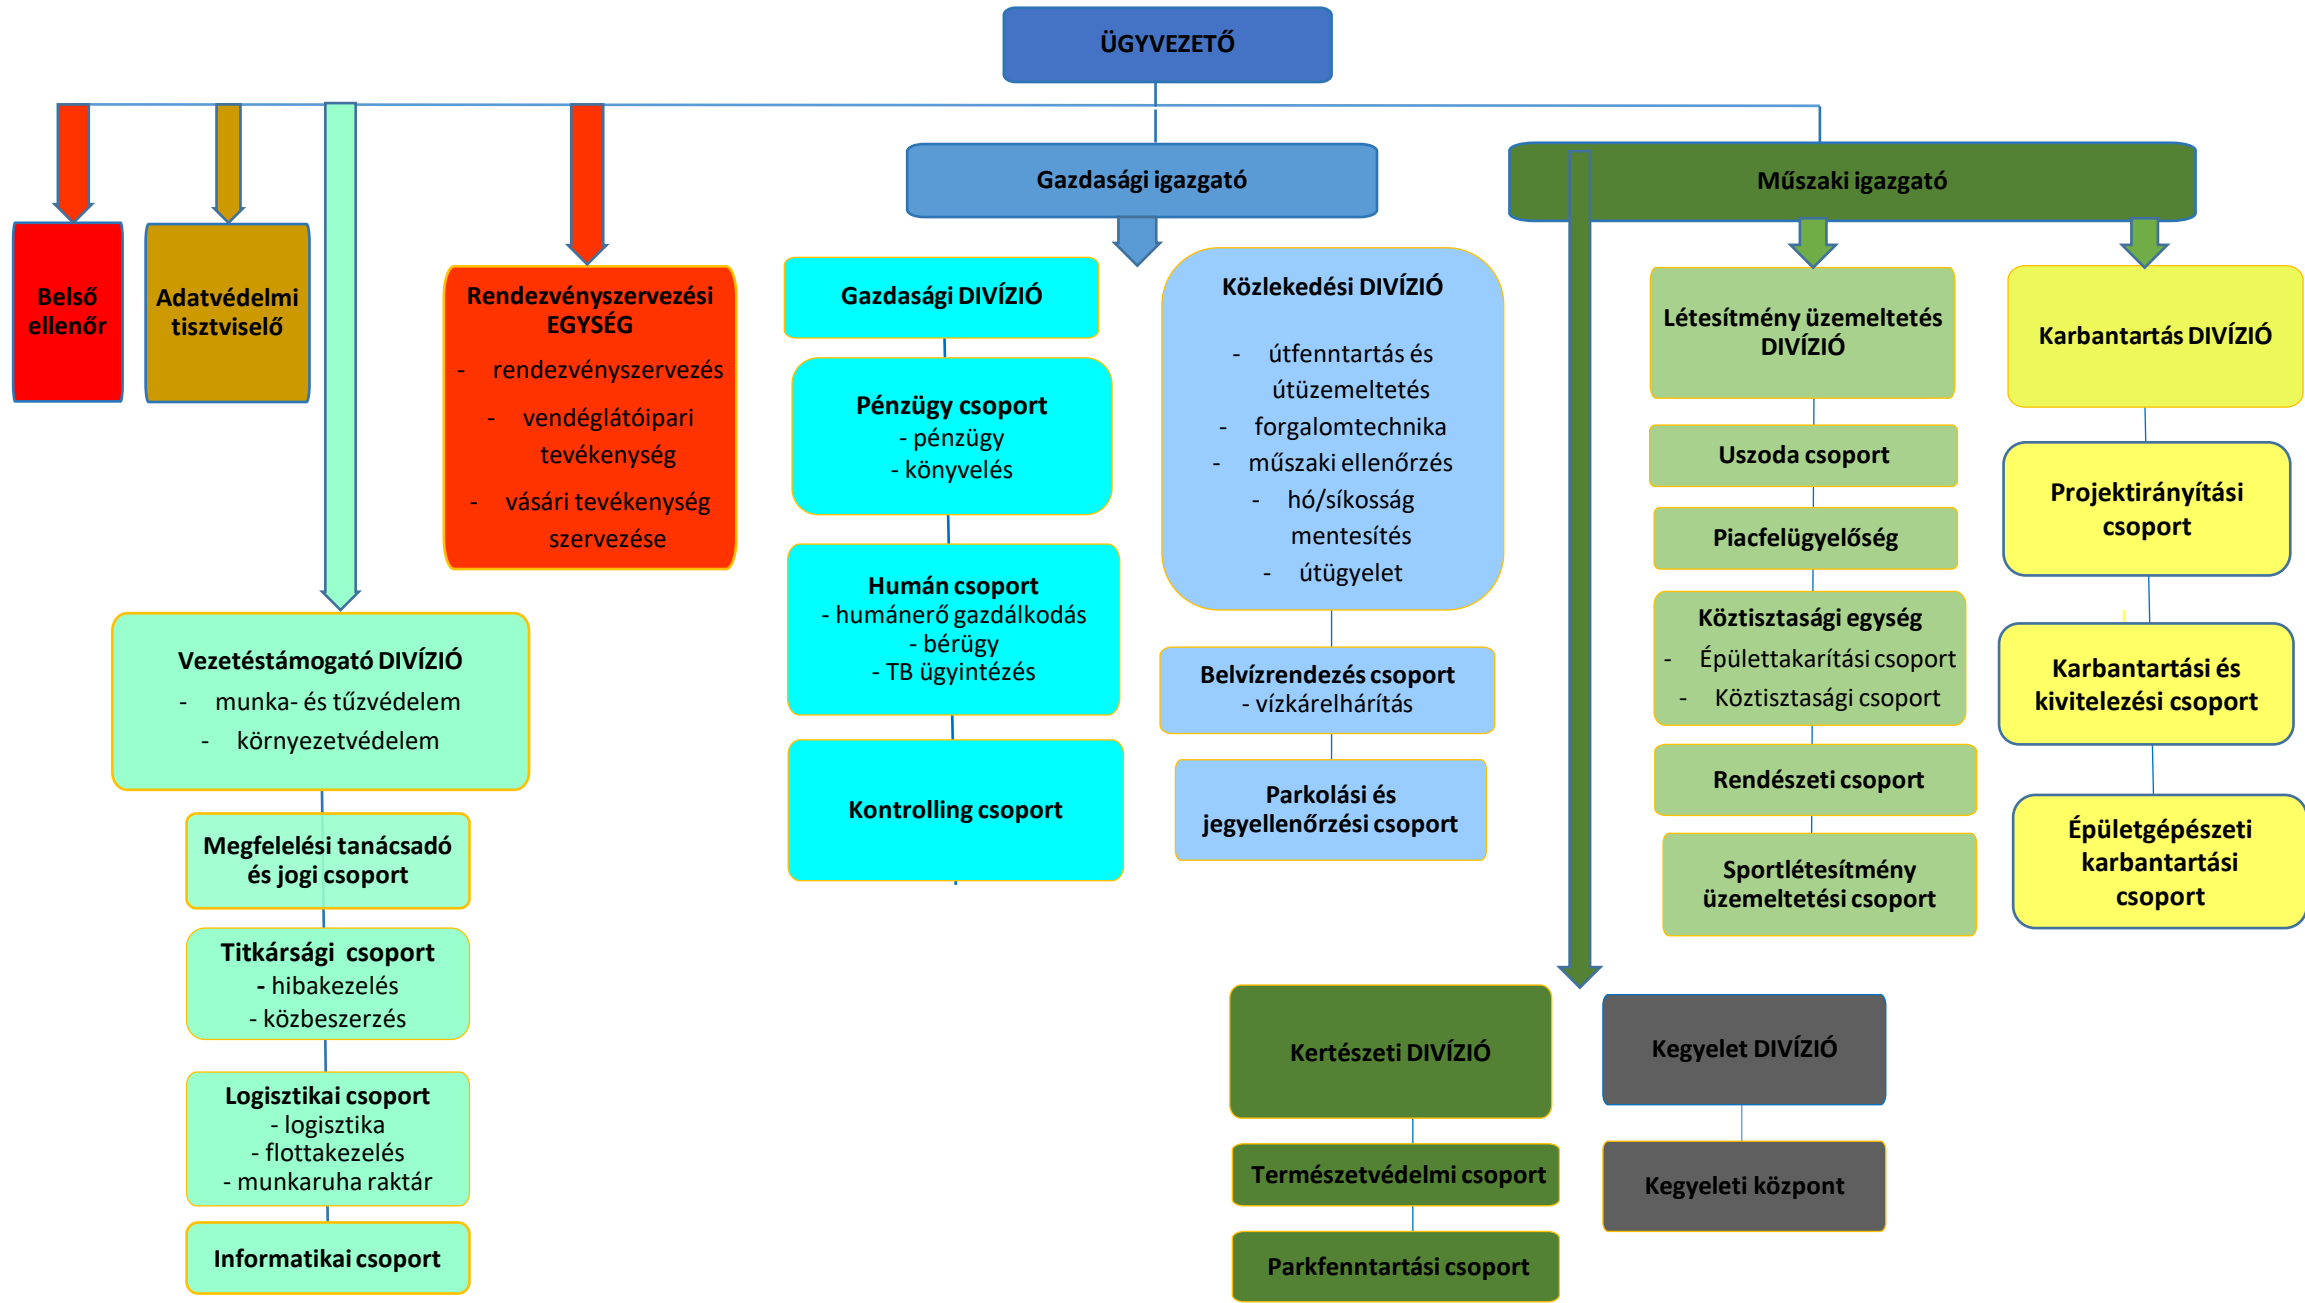 ÜGYVEZETŐ
Gazdasági igazgató
Műszaki igazgató
Belső
ellenőr
Adatvédelmi
tisztviselő
Rendezvényszervezési
EGYSÉG
- rendezvényszervezés
- vendéglátóipari
tevékenység
- vásári tevékenység
szervezése
Vezetéstámogató DIVÍZIÓ
- munka- és tűzvédelem
- környezetvédelem
Megfelelési tanácsadó
és jogi csoport
Titkársági csoport
- hibakezelés
- közbeszerzés
Logisztikai csoport
- logisztika
- flottakezelés
- munkaruha raktár
Informatikai csoport
Gazdasági DIVÍZIÓ
Pénzügy csoport
- pénzügy
- könyvelés
Humán csoport
- humánerő gazdálkodás
- bérügy
- TB ügyintézés
Kontrolling csoport
Közlekedési DIVÍZIÓ
- útfenntartás és
útüzemeltetés
- forgalomtechnika
- műszaki ellenőrzés
- hó/síkosság
mentesítés
- útügyelet
Belvízrendezés csoport
- vízkárelhárítás
Parkolási és
jegyellenőrzési csoport
Létesítmény üzemeltetés
DIVÍZIÓ
Uszoda csoport
Piacfelügyelőség
Köztisztasági egység
- Épülettakarítási csoport
- Köztisztasági csoport
Rendészeti csoport
Sportlétesítmény
üzemeltetési csoport
Karbantartás DIVÍZIÓ
Projektirányítási
csoport
Karbantartási és
kivitelezési csoport
Épületgépészeti
karbantartási
csoport
Kertészeti DIVÍZIÓ
Természetvédelmi csoport
Parkfenntartási csoport
Kegyelet DIVÍZIÓ
Kegyeleti központ